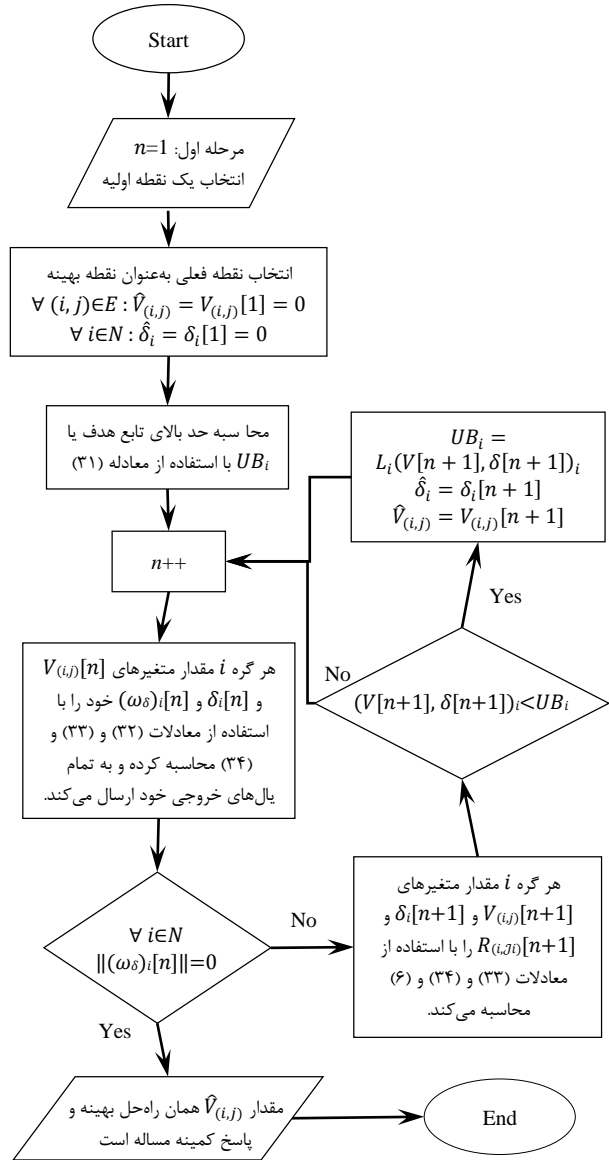 Start
مرحله اول: n=1
انتخاب یک نقطه اولیه
انتخاب نقطه فعلی به‌عنوان نقطه بهینه
∀ (i, j)∈E : V̂(i,j) = V(i,j)[1] = 0
∀ i∈N : δ̂i = δi[1] = 0
محا سبه حد بالای تابع هدف یا
UBi با استفاده از معادله (۳۱)
n++
هر گره i مقدار متغیرهای V(i,j)[n]
و δi[n] و (ωδ)i[n] خود را با
استفاده از معادلات (۳۲) و (۳۳) و
(۳۴) محاسبه کرده و به تمام
یال‌های خروجی خود ارسال می‌کند.
∀ i∈N
‖(ωδ)i[n]‖=0
No
Yes
هر گره i مقدار متغیرهای
V(i,j)[n+1] و δi[n+1] و
R(i,𝒥i)[n+1] را با استفاده از
معادلات (۳۳) و (۳۴) و (۶)
محاسبه می‌کند.
(V[n+1], δ[n+1])i<UBi
No
Yes
UBi =
Li(V[n + 1], δ[n + 1])i
δ̂i = δi[n + 1]
V̂(i,j) = V(i,j)[n + 1]
مقدار V̂(i,j) همان راه‌حل بهینه و
پاسخ کمینه مساله است
End